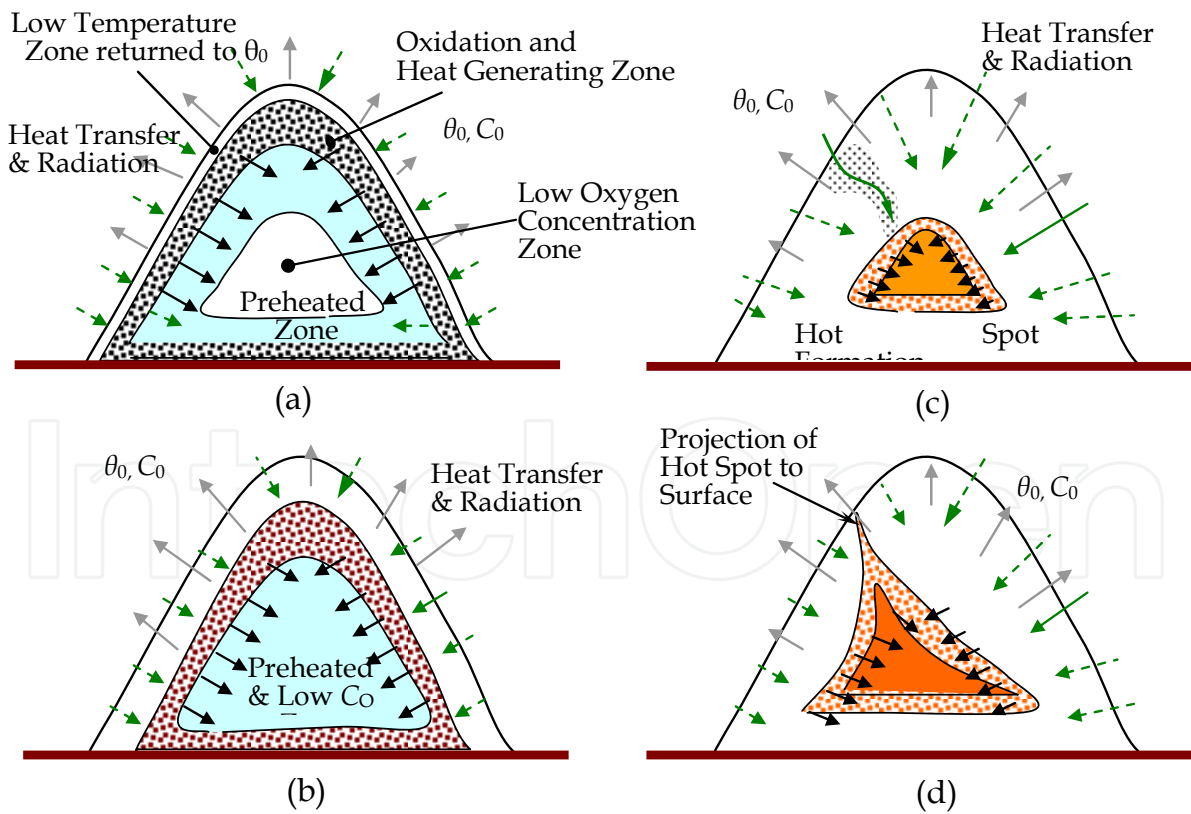 Low Temperature
Zone returned to θ0
Oxidation and
Heat Generating Zone
Heat Transfer
& Radiation
θ0, C0
Low Oxygen
Concentration
Zone
Preheated
Zone
(a)
Heat Transfer
& Radiation
θ0, C0
Hot Spot
(c)
θ0, C0
Heat Transfer
& Radiation
Preheated
& Low CO
(b)
Projection of
Hot Spot to
Surface
θ0, C0
(d)
IntechOpen